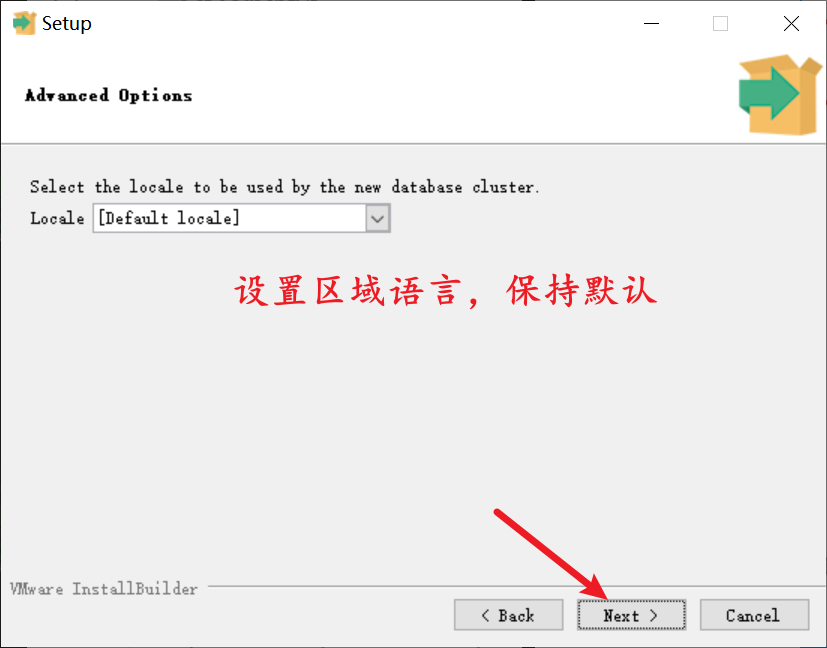 Setup
Advanced Options
Select the locale to be used by the new database cluster.
Locale [Default locale]
设置区域语言，保持默认
VMware InstallBuilder
< Back Next > Cancel